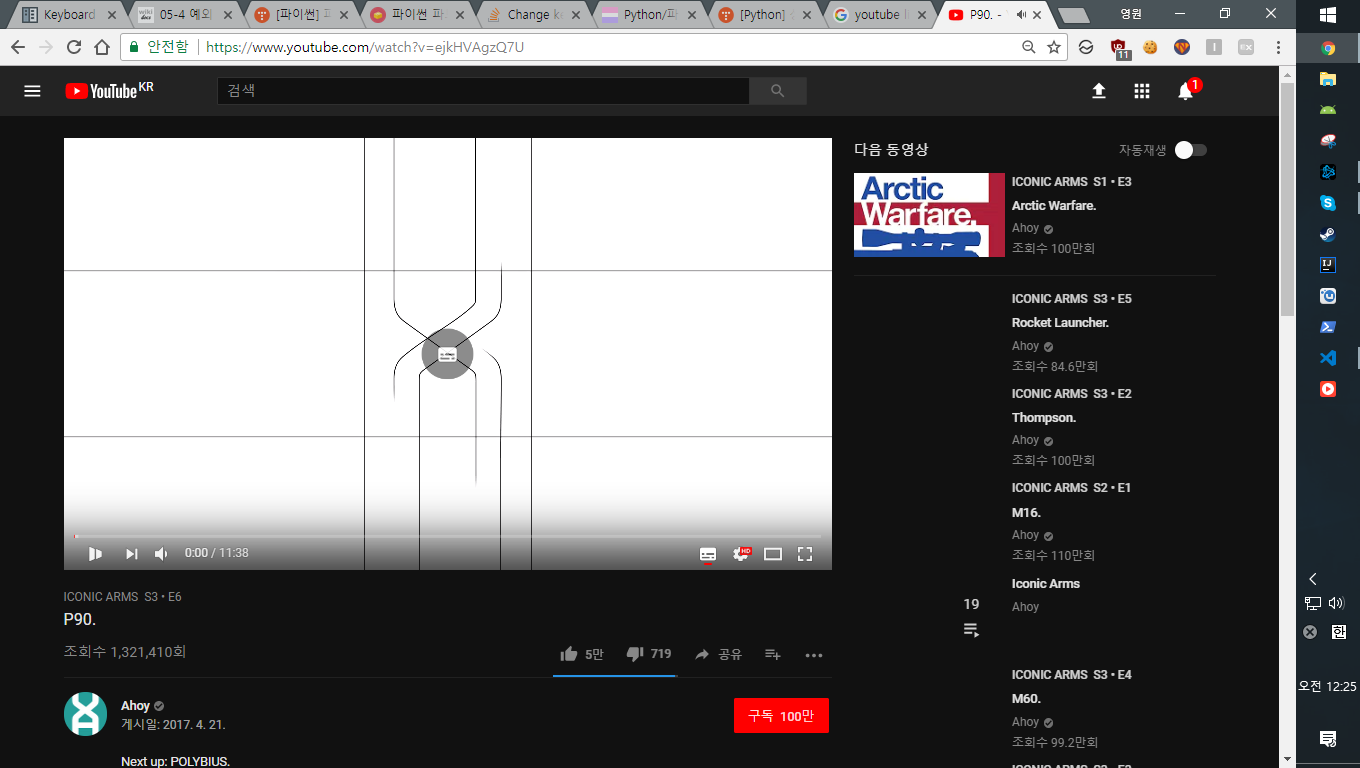 Keyboard
05-4 예외
[파이썬] 표
파이썬 파
Change k
Python/파
[Python]
youtube
P90. -
영원
안전함
https://www.youtube.com/watch?v=ejkHVAgzQ7U
11
YouTube KR
검색
1
다음 동영상
자동재생
Arctic
Warfare.
ICONIC ARMS S1 • E3
Arctic Warfare.
Ahoy
조회수 100만회
ICONIC ARMS S3 • E5
Rocket Launcher.
Ahoy
조회수 84.6만회
ICONIC ARMS S3 • E2
Thompson.
Ahoy
조회수 100만회
ICONIC ARMS S2 • E1
M16.
Ahoy
조회수 110만회
19
Iconic Arms
Ahoy
ICONIC ARMS S3 • E4
M60.
Ahoy
조회수 99.2만회
0:00 / 11:38
HD
ICONIC ARMS S3 • E6
P90.
조회수 1,321,410회
5만
719
공유
Ahoy
게시일: 2017. 4. 21.
구독 100만
Next up: POLYBIUS.
IJ
한
오전 12:25